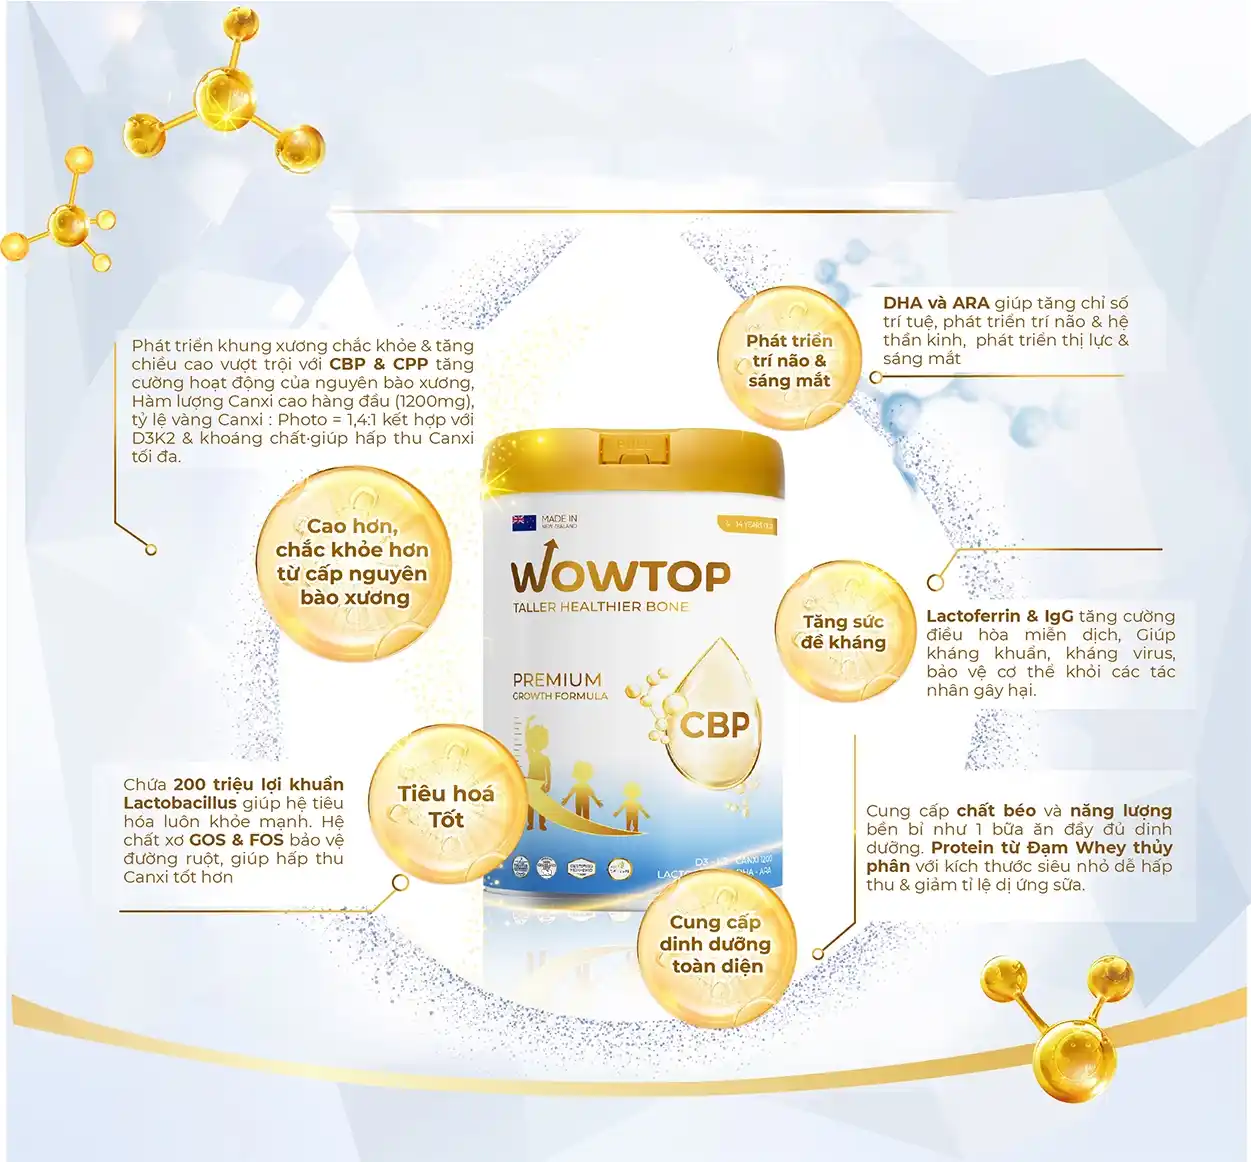 Phát triển khung xương chắc khỏe & tăng
chiều cao vượt trội với CBP & CPP tăng
cường hoạt động của nguyên bào xương,
Hàm lượng Canxi cao hàng đầu (1200mg),
tỷ lệ vàng Canxi : Photo = 1,4:1 kết hợp với
D3K2 & khoáng chất·giúp hấp thu Canxi
tối đa.
Cao hơn,
chắc khỏe hơn
từ cấp nguyên
bào xương
Chứa 200 triệu lợi khuẩn
Lactobacillus giúp hệ tiêu
hóa luôn khỏe mạnh. Hệ
chất xơ GOS & FOS bảo vệ
đường ruột, giúp hấp thu
Canxi tốt hơn
Tiêu hoá
Tốt
MADE IN
NEW ZEALAND
14 YEARS
WOWTOP
TALLER HEALTHIER BONE
PREMIUM
GROWTH FORMULA
CBP
D3 - CANXI 1200
LACTO DHA - ARA
Phát triển
trí não &
sáng mắt
DHA và ARA giúp tăng chỉ số
trí tuệ, phát triển trí não & hệ
thần kinh, phát triển thị lực &
sáng mắt
Tăng sức
đề kháng
Lactoferrin & IgG tăng cường
điều hòa miễn dịch, Giúp
kháng khuẩn, kháng virus,
bảo vệ cơ thể khỏi các tác
nhân gây hại.
Cung cấp chất béo và năng lượng
bền bỉ như 1 bữa ăn đầy đủ dinh
dưỡng. Protein từ Đạm Whey thủy
phân với kích thước siêu nhỏ dễ hấp
thu & giảm tỉ lệ dị ứng sữa.
Cung cấp
dinh dưỡng
toàn diện